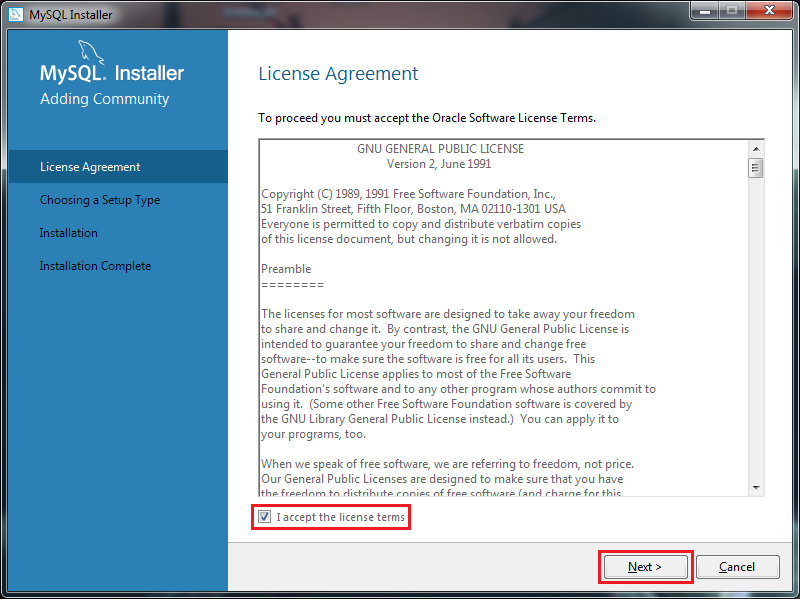 MySQL Installer
MySQL. Installer
Adding Community
License Agreement
Choosing a Setup Type
Installation
Installation Complete
License Agreement
To proceed you must accept the Oracle Software License Terms.
GNU GENERAL PUBLIC LICENSE
Version 2, June 1991
Copyright (C) 1989, 1991 Free Software Foundation, Inc.,
51 Franklin Street, Fifth Floor, Boston, MA 02110-1301 USA
Everyone is permitted to copy and distribute verbatim copies
of this license document, but changing it is not allowed.
Preamble
========
The licenses for most software are designed to take away your freedom
to share and change it.  By contrast, the GNU General Public License is
intended to guarantee your freedom to share and change free
software--to make sure the software is free for all its users.  This
General Public License applies to most of the Free Software
Foundation's software and to any other program whose authors commit to
using it.  (Some other Free Software Foundation software is covered by
the GNU Library General Public License instead.)  You can apply it to
your programs, too.
When we speak of free software, we are referring to freedom, not price.
Our General Public Licenses are designed to make sure that you have
the freedom to distribute copies of free software (and charge for this
I accept the license terms
Next >
Cancel